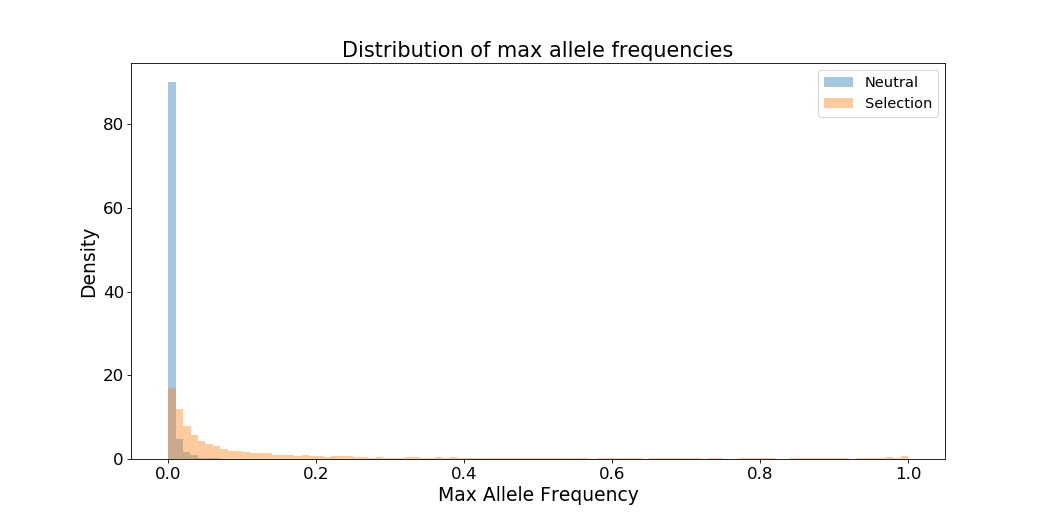 Distribution of max allele frequencies
Neutral
Selection
Density
80
60
40
20
0
0.0 0.2 0.4 0.6 0.8 1.0
Max Allele Frequency